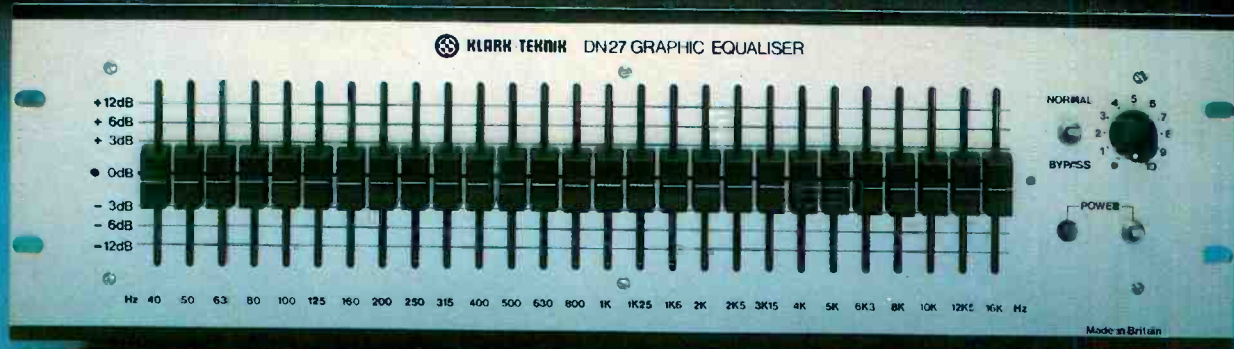 KLARK·TEKNIK DN27 GRAPHIC EQUALISER
+12dB
+ 6dB
+ 3dB
0dB
- 3dB
- 6dB
-12dB
Hz 40 50 63 80 100 125 160 200 250 315 400 500 630 800 1K 1K25 1K6 2K 2K5 3K15 4K 5K 6K3 8K 10K 12K5 16K Hz
NORMAL
BYPASS
1 2 3 4 5 6 7 8 9 10
POWER
Made in Britain